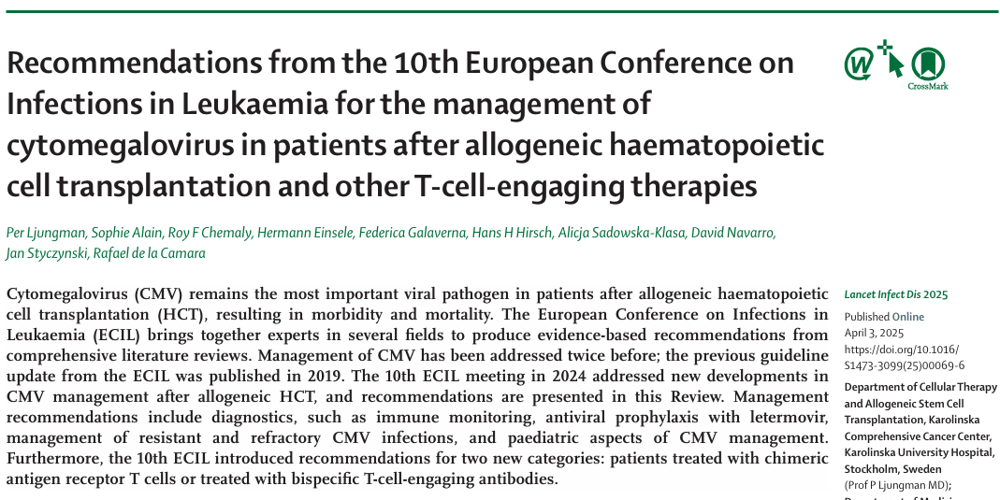 Recommendations from the 10th European Conference on
Infections in Leukaemia for the management of
cytomegalovirus in patients after allogeneic haematopoietic
cell transplantation and other T-cell-engaging therapies
CrossMark
Per Ljungman, Sophie Alain, Roy F Chemaly, Hermann Einsele, Federica Galaverna, Hans H Hirsch, Alicja Sadowska-Klasa, David Navarro,
Jan Styczynski, Rafael de la Camara
Cytomegalovirus (CMV) remains the most important viral pathogen in patients after allogeneic haematopoietic
cell transplantation (HCT), resulting in morbidity and mortality. The European Conference on Infections in
Leukaemia (ECIL) brings together experts in several fields to produce evidence-based recommendations from
comprehensive literature reviews. Management of CMV has been addressed twice before; the previous guideline
update from the ECIL was published in 2019. The 10th ECIL meeting in 2024 addressed new developments in
CMV management after allogeneic HCT, and recommendations are presented in this Review. Management
recommendations include diagnostics, such as immune monitoring, antiviral prophylaxis with letermovir,
management of resistant and refractory CMV infections, and paediatric aspects of CMV management.
Furthermore, the 10th ECIL introduced recommendations for two new categories: patients treated with chimeric
antigen receptor T cells or treated with bispecific T-cell-engaging antibodies.
Lancet Infect Dis 2025
Published Online
April 3, 2025
https://doi.org/10.1016/
S1473-3099(25)00069-6
Department of Cellular Therapy
and Allogeneic Stem Cell
Transplantation, Karolinska
Comprehensive Cancer Center,
Karolinska University Hospital,
Stockholm, Sweden
(Prof P Ljungman MD);